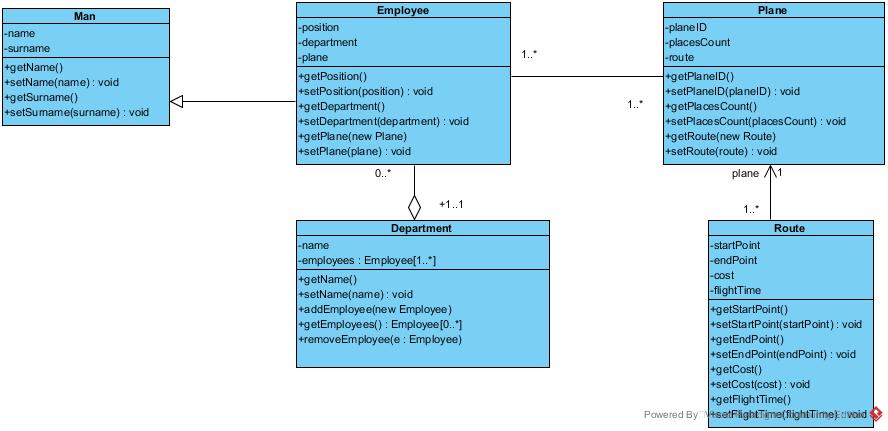 Man
-name
-surname
+getName()
+setName(name) : void
+getSurname()
+setSurname(surname) : void
Employee
-position
-department
-plane
+getPosition()
+setPosition(position) : void
+getDepartment()
+setDepartment(department) : void
+getPlane(new Plane)
+setPlane(plane) : void
1..*
1..*
Plane
-planeID
-placesCount
-route
+getPlaneID()
+setPlaneID(planeID) : void
+getPlacesCount()
+setPlacesCount(placesCount) : void
+getRoute(new Route)
+setRoute(route) : void
0..*
+1..1
plane
1
1..*
Department
-name
-employees : Employee[1..*]
+getName()
+setName(name) : void
+addEmployee(new Employee)
+getEmployees() : Employee[0..*]
+removeEmployee(e : Employee)
Route
-startPoint
-endPoint
-cost
-flightTime
+getStartPoint()
+setStartPoint(startPoint) : void
+getEndPoint()
+setEndPoint(endPoint) : void
+getCost()
+setCost(cost) : void
+getFlightTime()
+setFlightTime(flightTime) : void
Powered By